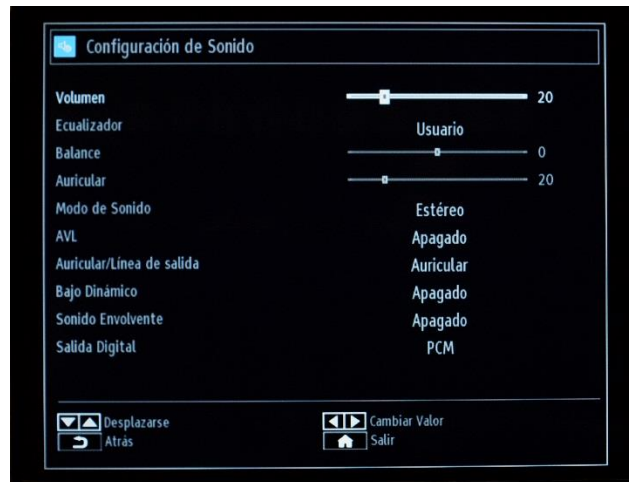 Configuración de Sonido
Volumen 20
Ecualizador Usuario
Balance 0
Auricular 20
Modo de Sonido Estéreo
AVL Apagado
Auricular/Línea de salida Auricular
Bajo Dinámico Apagado
Sonido Envolvente Apagado
Salida Digital PCM
Desplazarse Cambiar Valor
Atrás Salir